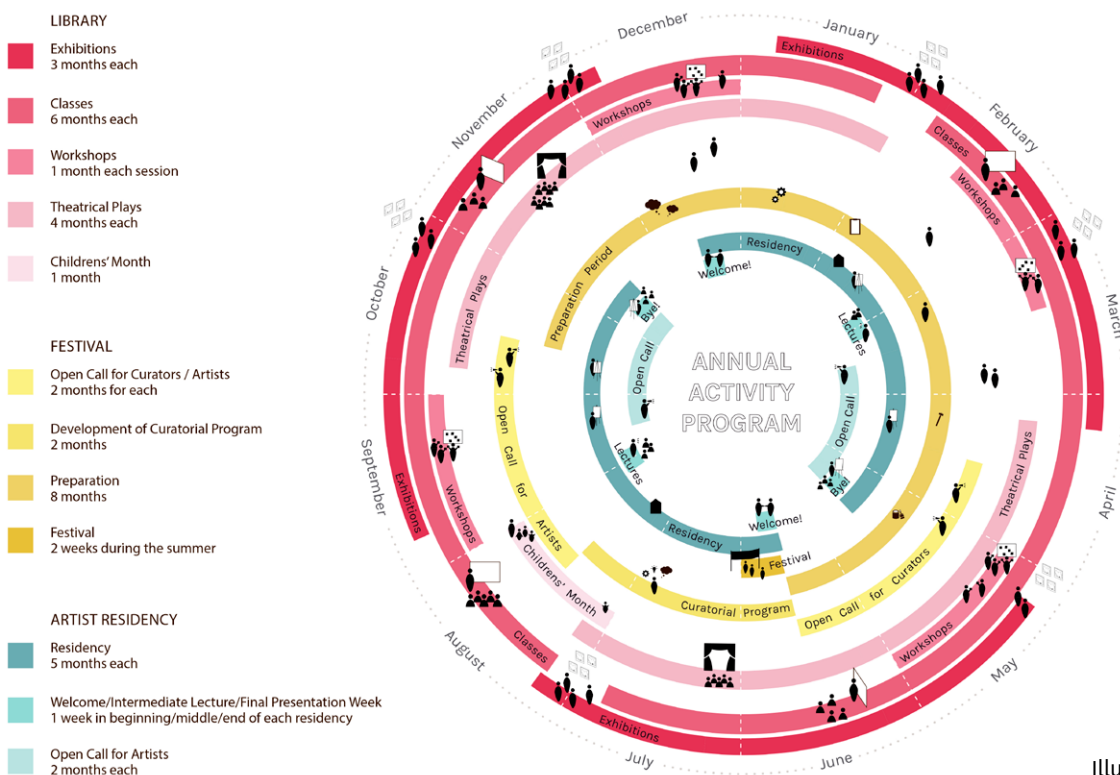 LIBRARY
Exhibitions
3 months each
Classes
6 months each
Workshops
1 month each session
Theatrical Plays
4 months each
Childrens' Month
1 month
FESTIVAL
Open Call for Curators / Artists
2 months for each
Development of Curatorial Program
2 months
Preparation
8 months
Festival
2 weeks during the summer
ARTIST RESIDENCY
Residency
5 months each
Welcome/Intermediate Lecture/Final Presentation Week
1 week in beginning/middle/end of each residency
Open Call for Artists
2 months each
January
February
March
April
May
June
July
August
September
October
November
December
Exhibitions
Classes
Workshops
Theatrical Plays
Workshops
Exhibitions
Classes
Childrens' Month
Workshops
Exhibitions
Theatrical Plays
Workshops
Preparation Period
Open Call for Artists
Curatorial Program
Festival
Open Call for Curators
Residency
Welcome!
Lectures
Open Call
Bye!
Welcome!
Residency
Lectures
Open Call
Bye!
ANNUAL
ACTIVITY
PROGRAM
Illu